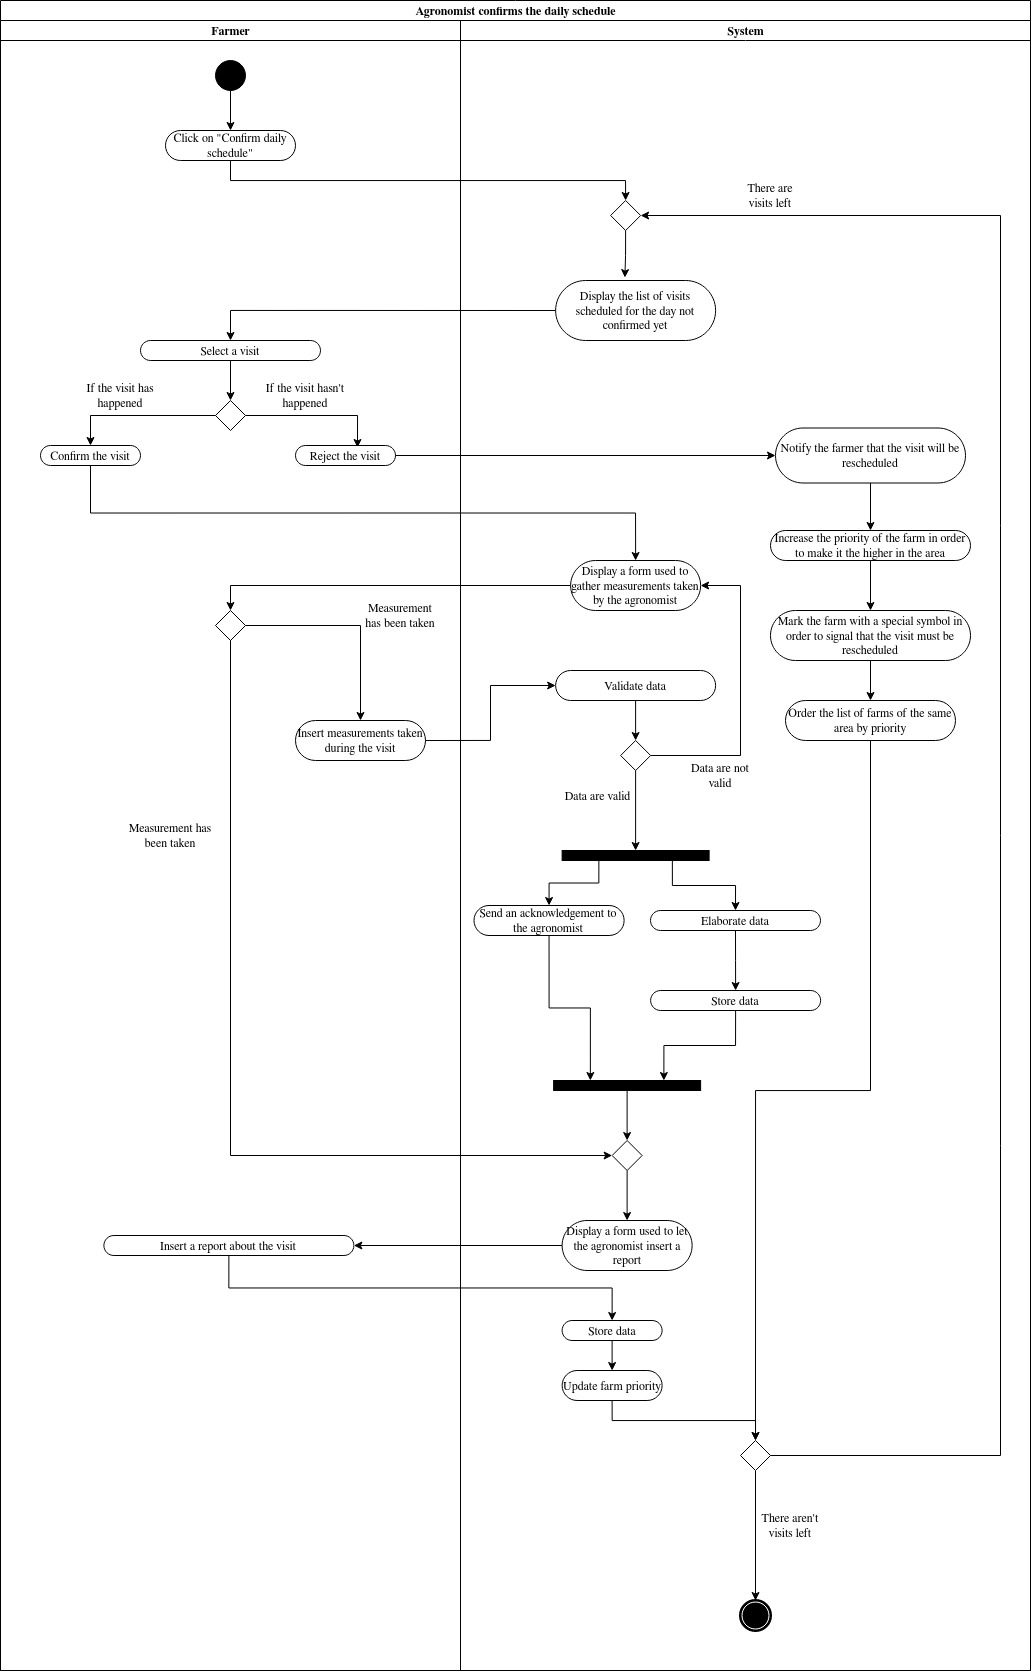 Agronomist confirms the daily schedule
Farmer
System
Click on "Confirm daily
schedule"
There are
visits left
Display the list of visits
scheduled for the day not
confirmed yet
Select a visit
If the visit has
happened
If the visit hasn't
happened
Confirm the visit
Reject the visit
Notify the farmer that the visit will be
rescheduled
Increase the priority of the farm in order
to make it the higher in the area
Display a form used to
gather measurements taken
by the agronomist
Measurement
has been taken
Mark the farm with a special symbol in
order to signal that the visit must be
rescheduled
Validate data
Order the list of farms of the same
area by priority
Insert measurements taken
during the visit
Data are not
valid
Data are valid
Measurement has
been taken
Send an acknowledgement to
the agronomist
Elaborate data
Store data
Display a form used to let
the agronomist insert a
report
Insert a report about the visit
Store data
Update farm priority
There aren't
visits left